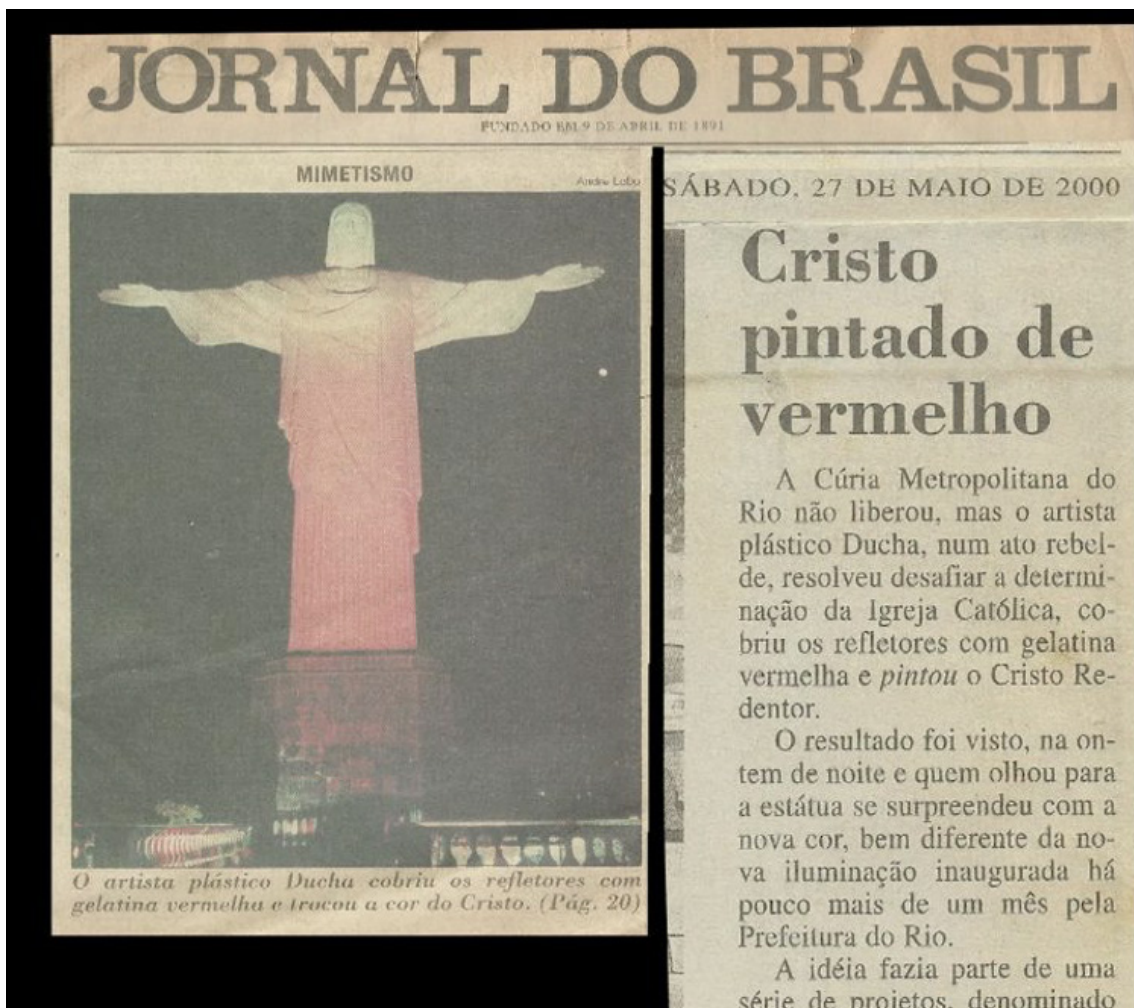 JORNAL DO BRASIL
FUNDADO EM 9 DE ABRIL DE 1891
MIMETISMO
André Lobo
O artista plástico Ducha cobriu os refletores com
gelatina vermelha e trocou a cor do Cristo. (Pág. 20)
SÁBADO, 27 DE MAIO DE 2000
Cristo
pintado de
vermelho
A Cúria Metropolitana do
Rio não liberou, mas o artista
plástico Ducha, num ato rebel-
de, resolveu desafiar a determi-
nação da Igreja Católica, co-
briu os refletores com gelatina
vermelha e pintou o Cristo Re-
dentor.
O resultado foi visto, na on-
tem de noite e quem olhou para
a estátua se surpreendeu com a
nova cor, bem diferente da no-
va iluminação inaugurada há
pouco mais de um mês pela
Prefeitura do Rio.
A idéia fazia parte de uma
série de projetos, denominado